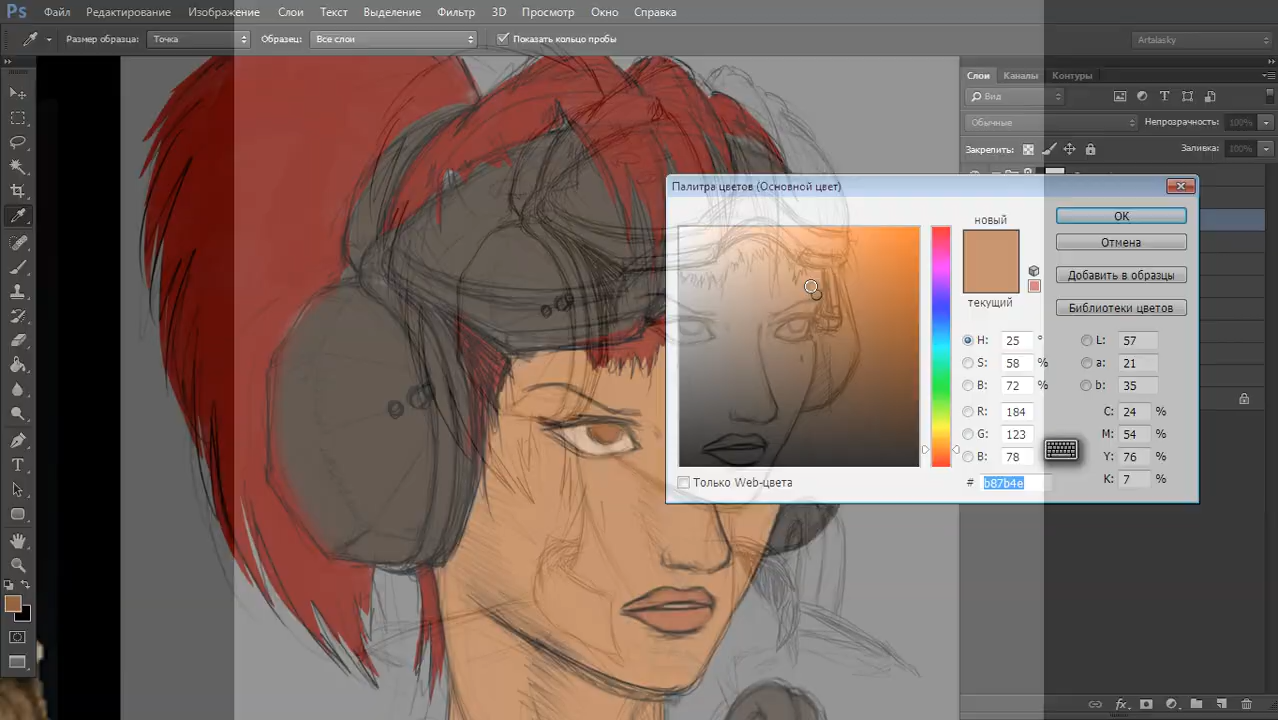 Ps Файл Редактирование Изображение Слои Текст Выделение Фильтр 3D Просмотр Окно Справка
Размер образца: Точка Образец: Все слои Показать кольцо пробы Artalasky
Слои Каналы Контуры
Вид
Обычные Непрозрачность: 100%
Закрепить: Заливка: 100%
Палитра цветов (Основной цвет)
новый
текущий
OK
Отмена
Добавить в образцы
Библиотеки цветов
H: 25 ° L: 57
S: 58 % a: 21
B: 72 % b: 35
R: 184 C: 24 %
G: 123 M: 54 %
B: 78 Y: 76 %
# b87b4e K: 7 %
Только Web-цвета